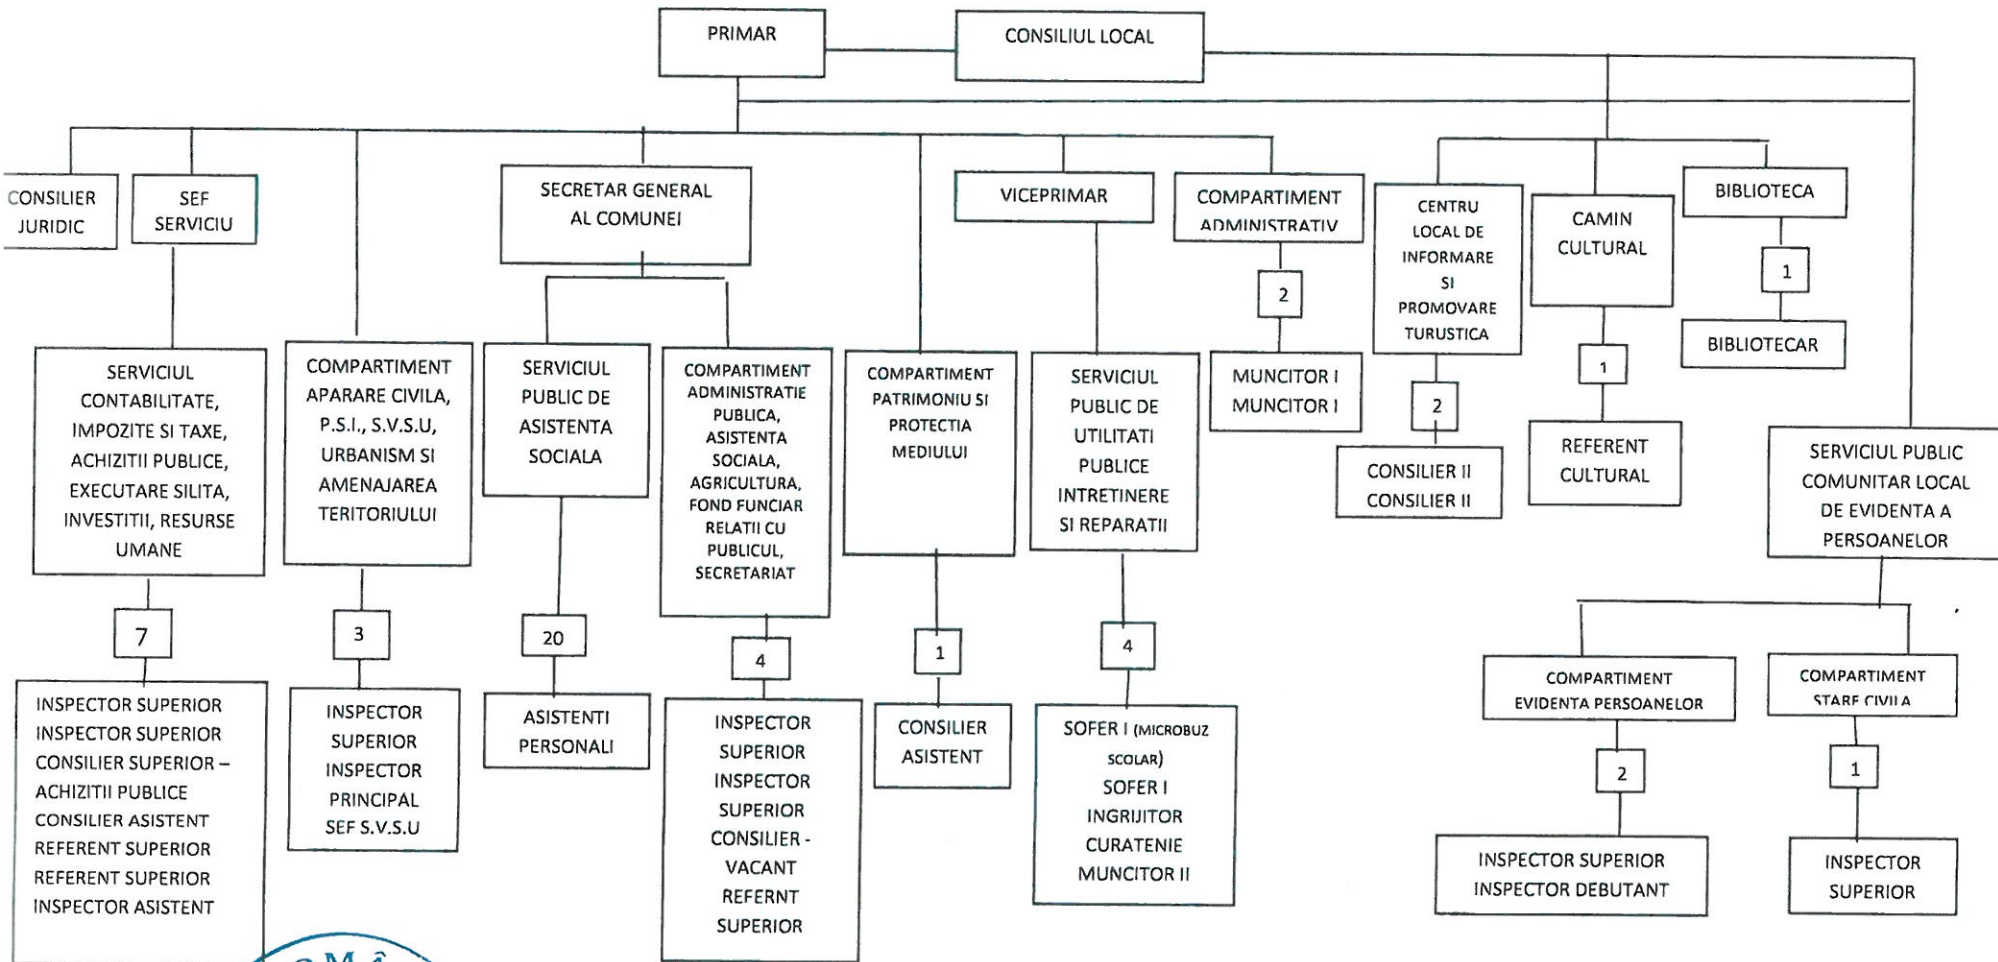 PRIMAR
CONSILIUL LOCAL
CONSILIER
JURIDIC
SEF
SERVICIU
SECRETAR GENERAL
AL COMUNEI
VICEPRIMAR
COMPARTIMENT
ADMINISTRATIV
2
MUNCITOR I
MUNCITOR I
CENTRU
LOCAL DE
INFORMARE
SI
PROMOVARE
TURUSTICA
2
CONSILIER II
CONSILIER II
CAMIN
CULTURAL
1
REFERENT
CULTURAL
BIBLIOTECA
1
BIBLIOTECAR
SERVICIUL
CONTABILITATE,
IMPOZITE SI TAXE,
ACHIZITII PUBLICE,
EXECUTARE SILITA,
INVESTITII, RESURSE
UMANE
7
INSPECTOR SUPERIOR
INSPECTOR SUPERIOR
CONSILIER SUPERIOR –
ACHIZITII PUBLICE
CONSILIER ASISTENT
REFERENT SUPERIOR
REFERENT SUPERIOR
INSPECTOR ASISTENT
COMPARTIMENT
APARARE CIVILA,
P.S.I., S.V.S.U,
URBANISM SI
AMENAJAREA
TERITORIULUI
3
INSPECTOR
SUPERIOR
INSPECTOR
PRINCIPAL
SEF S.V.S.U
SERVICIUL
PUBLIC DE
ASISTENTA
SOCIALA
20
ASISTENTI
PERSONALI
COMPARTIMENT
ADMINISTRATIE
PUBLICA,
ASISTENTA
SOCIALA,
AGRICULTURA,
FOND FUNCIAR
RELATII CU
PUBLICUL,
SECRETARIAT
4
INSPECTOR
SUPERIOR
INSPECTOR
SUPERIOR
CONSILIER -
VACANT
REFERNT
SUPERIOR
COMPARTIMENT
PATRIMONIU SI
PROTECTIA
MEDIULUI
1
CONSILIER
ASISTENT
SERVICIUL
PUBLIC DE
UTILITATI
PUBLICE
INTRETINERE
SI REPARATII
4
SOFER I (MICROBUZ
SCOLAR)
SOFER I
INGRIJITOR
CURATENIE
MUNCITOR II
SERVICIUL PUBLIC
COMUNITAR LOCAL
DE EVIDENTA A
PERSOANELOR
COMPARTIMENT
EVIDENTA PERSOANELOR
2
INSPECTOR SUPERIOR
INSPECTOR DEBUTANT
COMPARTIMENT
STARE CIVILA
1
INSPECTOR
SUPERIOR